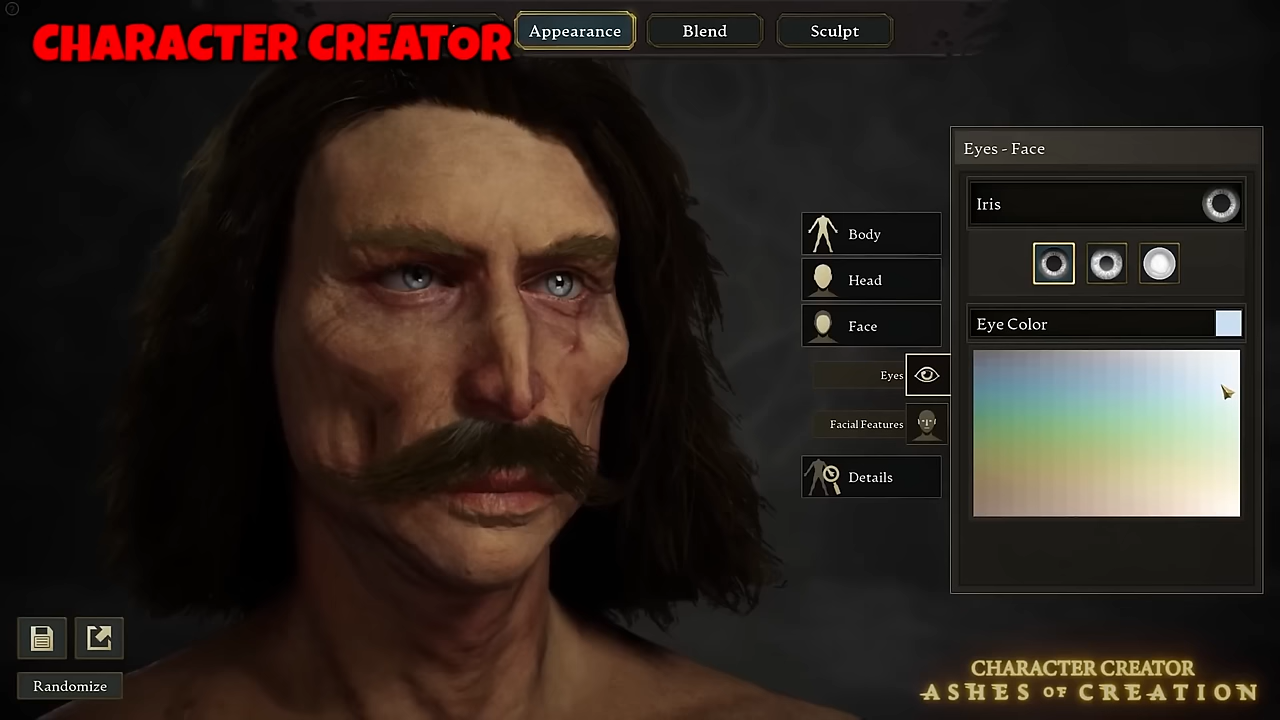 CHARACTER CREATOR
Appearance
Blend
Sculpt
Eyes - Face
Iris
Body
Head
Face
Eye Color
Eyes
Facial Features
Details
Randomize
CHARACTER CREATOR
ASHES OF CREATION